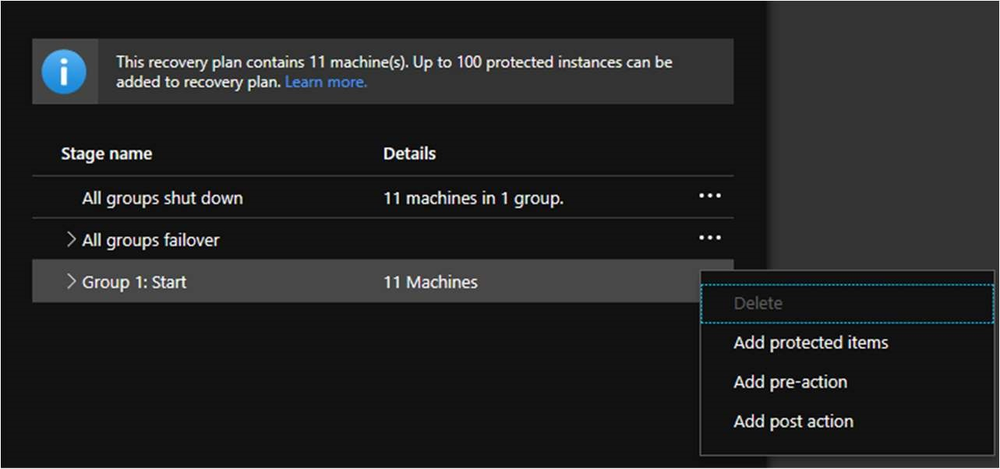 This recovery plan contains 11 machine(s). Up to 100 protected instances can be
added to recovery plan. Learn more.
Stage name Details
All groups shut down 11 machines in 1 group.
All groups failover
Group 1: Start 11 Machines
Delete
Add protected items
Add pre-action
Add post action